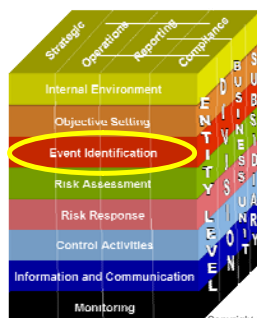 Strategic
Operations
Reporting
Compliance
Internal Environment
Objective Setting
Event Identification
Risk Assessment
Risk Response
Control Activities
Information and Communication
Monitoring
ENTITY LEVEL
DIVISION
BUSINESS UNIT
SUBSIDIARY